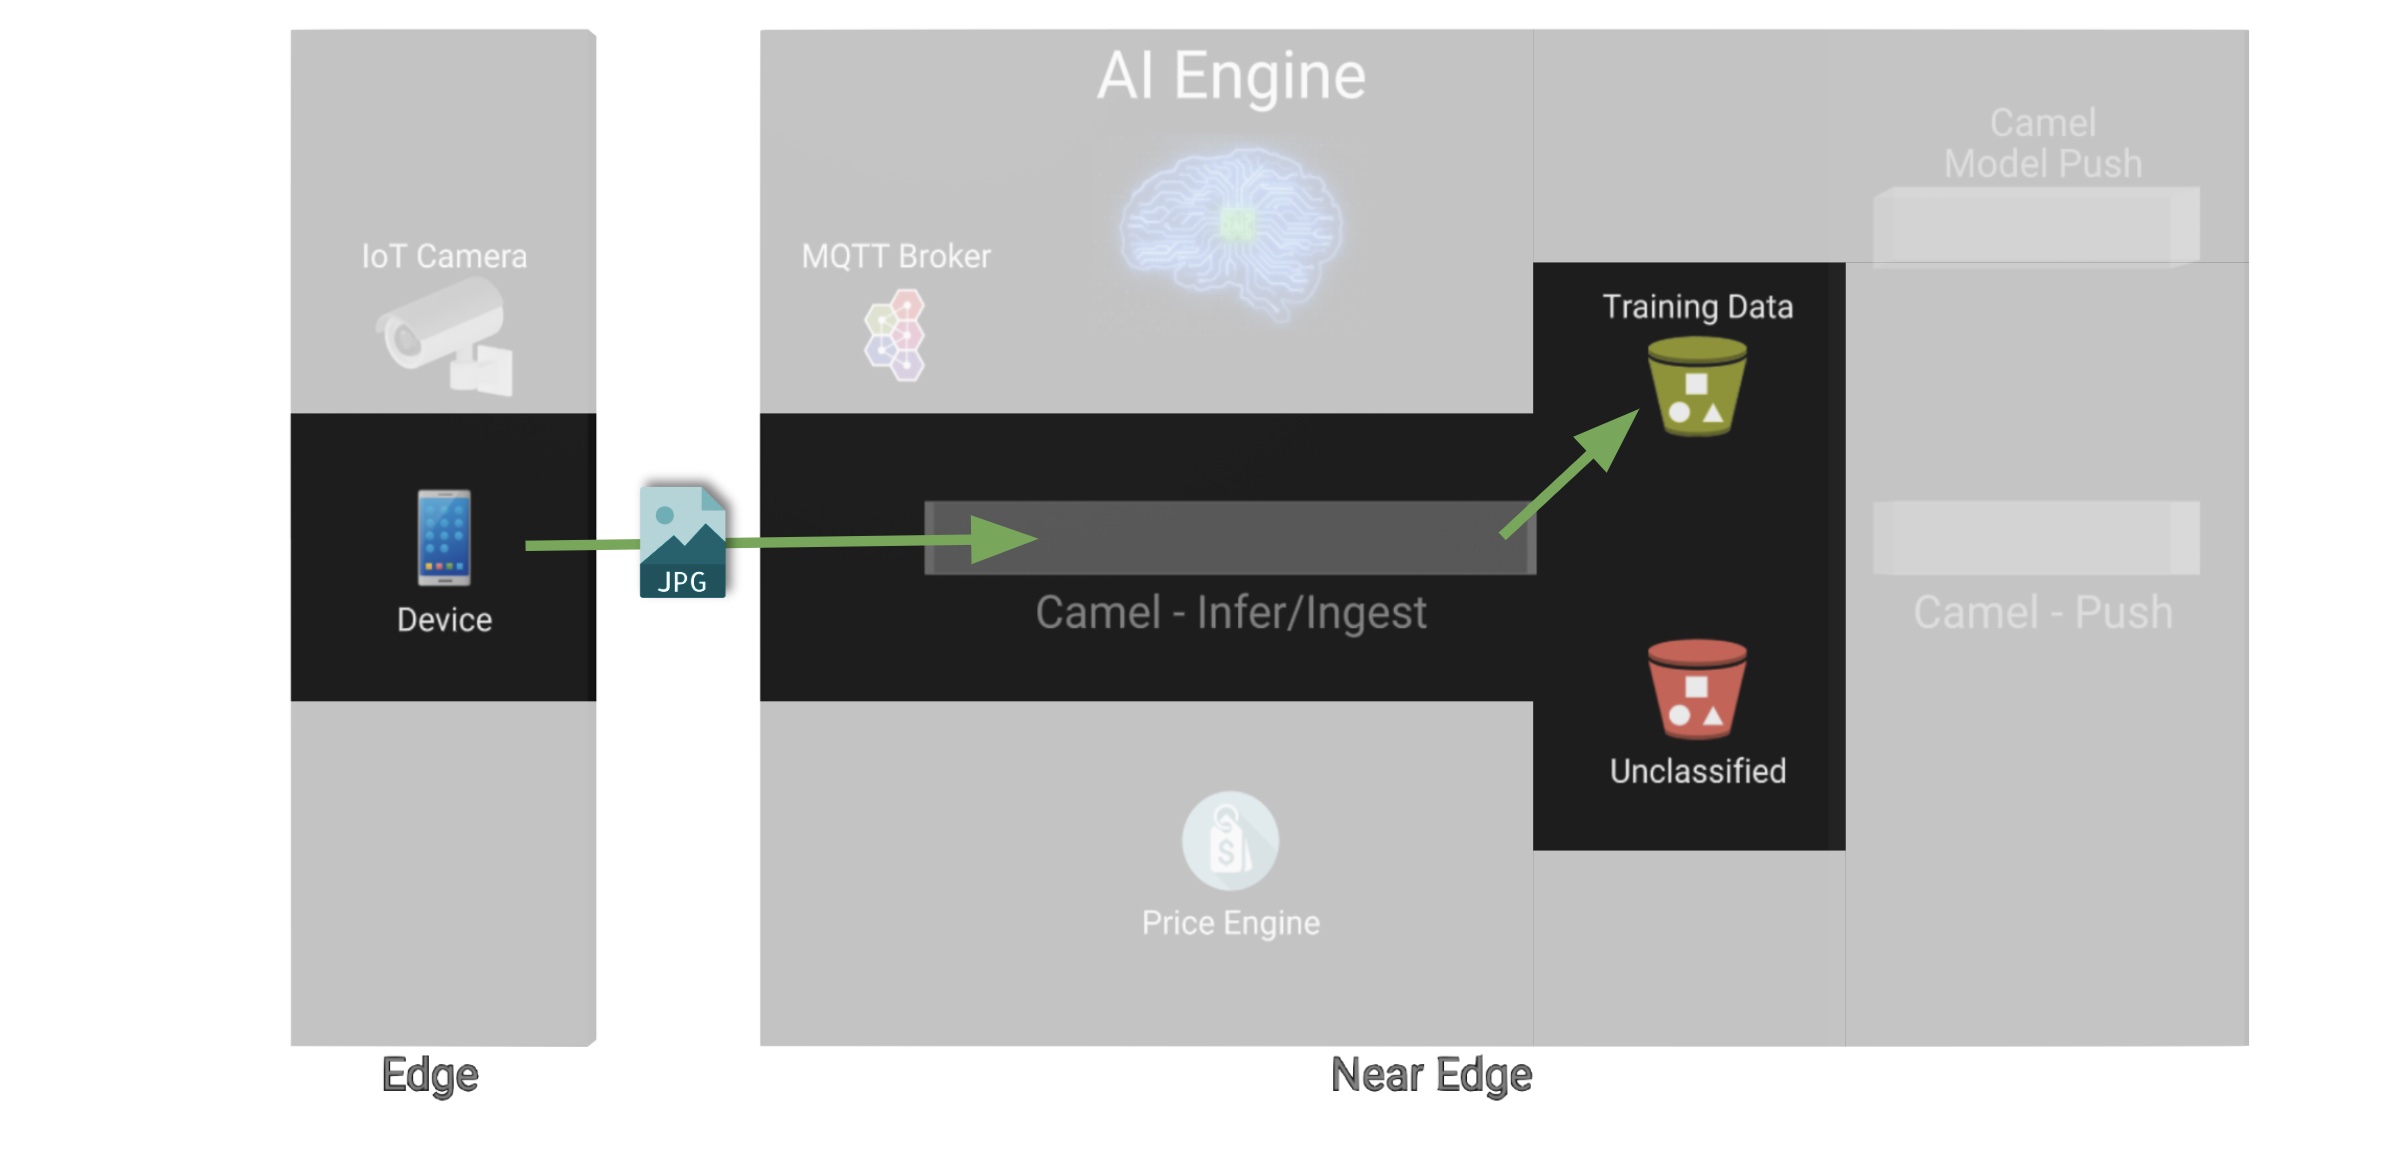 AI Engine
Camel
Model Push
IoT Camera
MQTT Broker
Training Data
JPG
Device
Camel - Infer/Ingest
Camel - Push
Unclassified
$
Price Engine
Edge
Near Edge